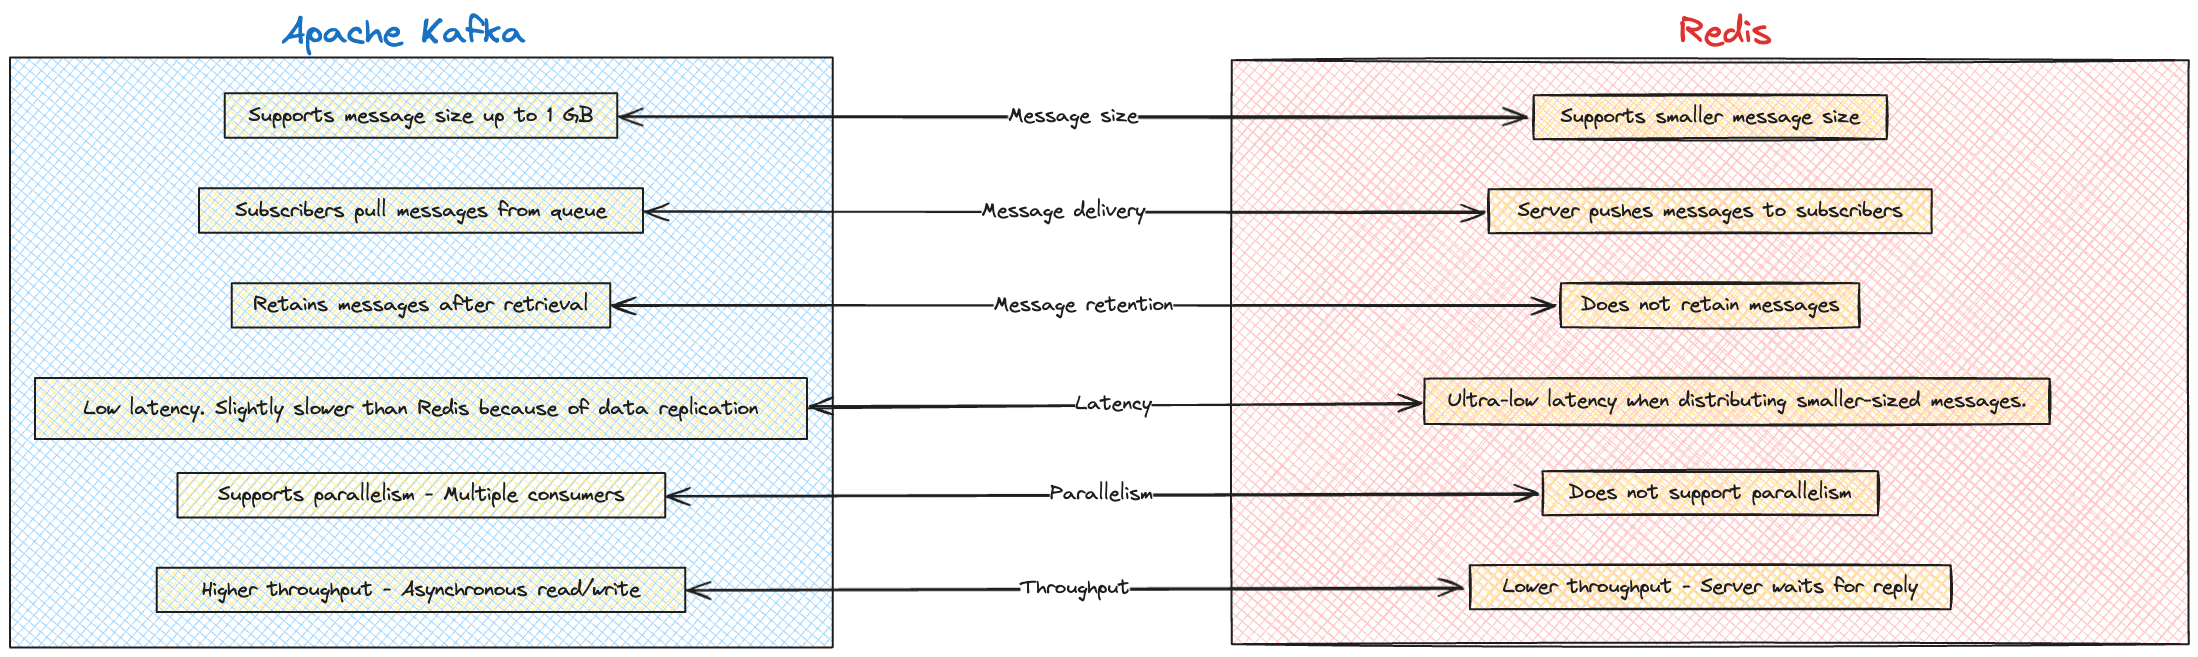 Apache Kafka
Redis
Supports message size up to 1 GB
Message size
Supports smaller message size
Subscribers pull messages from queue
Message delivery
Server pushes messages to subscribers
Retains messages after retrieval
Message retention
Does not retain messages
Low latency. Slightly slower than Redis because of data replication
Latency
Ultra-low latency when distributing smaller-sized messages.
Supports parallelism - Multiple consumers
Parallelism
Does not support parallelism
Higher throughput - Asynchronous read/write
Throughput
Lower throughput - Server waits for reply